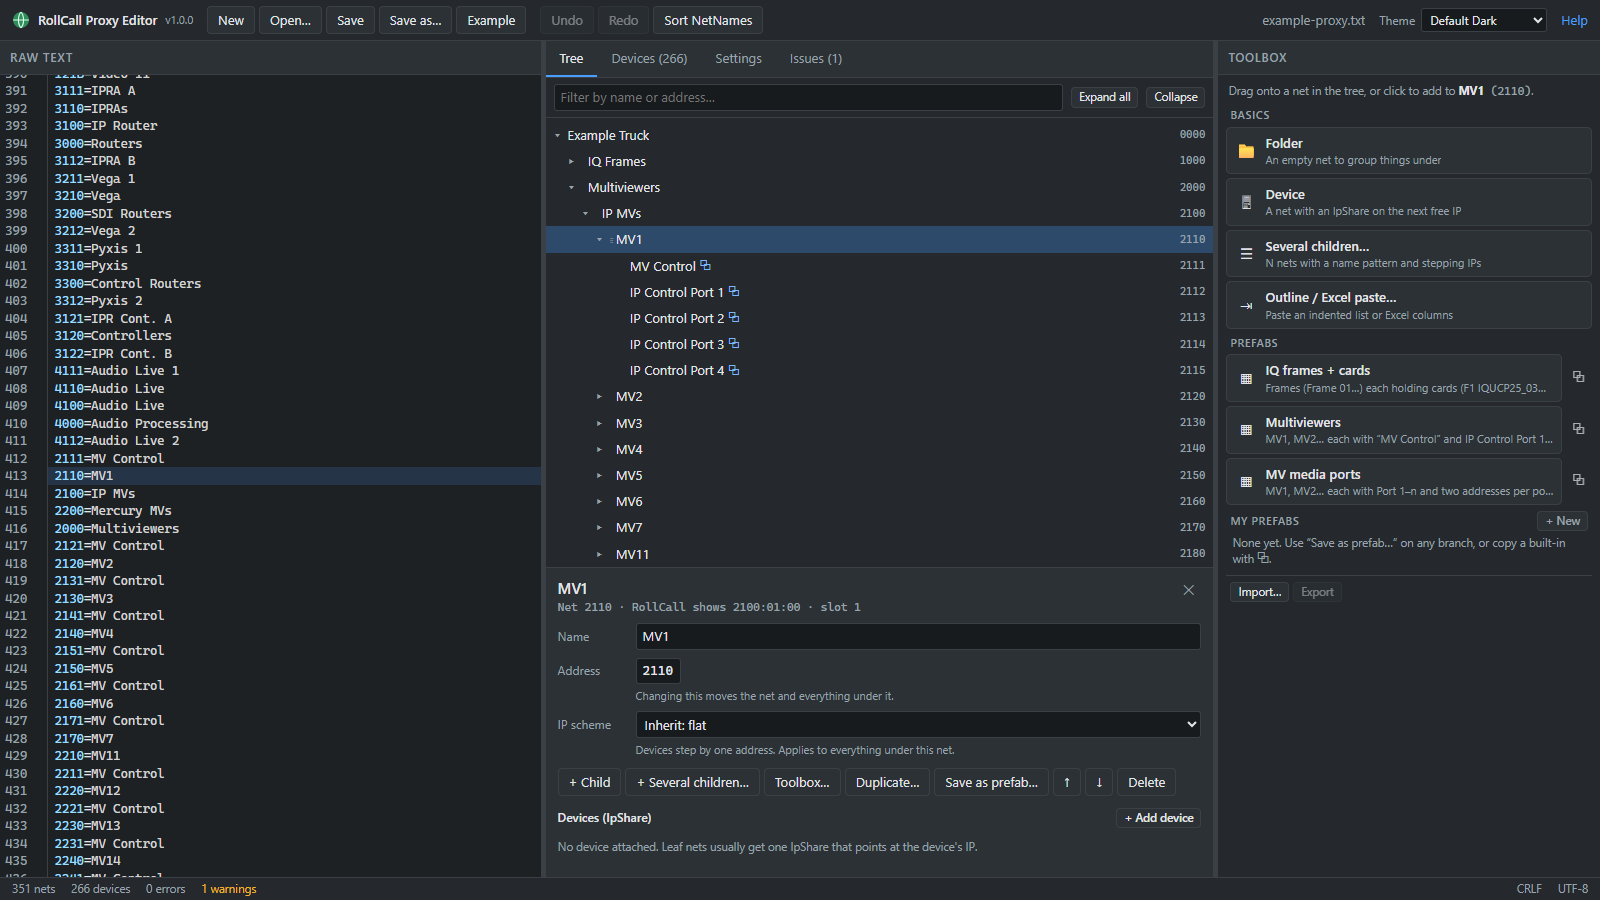 RollCall Proxy Editor v1.0.0 New Open... Save Save as... Example Undo Redo Sort NetNames example-proxy.txt Theme Default Dark Help
RAW TEXT
391 3111=IPRA A
392 3110=IPRAs
393 3100=IP Router
394 3000=Routers
395 3112=IPRA B
396 3211=Vega 1
397 3210=Vega
398 3200=SDI Routers
399 3212=Vega 2
400 3311=Pyxis 1
401 3310=Pyxis
402 3300=Control Routers
403 3312=Pyxis 2
404 3121=IPR Cont. A
405 3120=Controllers
406 3122=IPR Cont. B
407 4111=Audio Live 1
408 4110=Audio Live
409 4100=Audio Live
410 4000=Audio Processing
411 4112=Audio Live 2
412 2111=MV Control
413 2110=MV1
414 2100=IP MVs
415 2200=Mercury MVs
416 2000=Multiviewers
417 2121=MV Control
418 2120=MV2
419 2131=MV Control
420 2130=MV3
421 2141=MV Control
422 2140=MV4
423 2151=MV Control
424 2150=MV5
425 2161=MV Control
426 2160=MV6
427 2171=MV Control
428 2170=MV7
429 2210=MV11
430 2211=MV Control
431 2220=MV12
432 2221=MV Control
433 2230=MV13
434 2231=MV Control
435 2240=MV14
Tree Devices (266) Settings Issues (1)
Filter by name or address... Expand all Collapse
Example Truck 0000
IQ Frames 1000
Multiviewers 2000
IP MVs 2100
MV1 2110
MV Control 2111
IP Control Port 1 2112
IP Control Port 2 2113
IP Control Port 3 2114
IP Control Port 4 2115
MV2 2120
MV3 2130
MV4 2140
MV5 2150
MV6 2160
MV7 2170
MV11 2180
MV1
Net 2110 · RollCall shows 2100:01:00 · slot 1
Name MV1
Address 2110
Changing this moves the net and everything under it.
IP scheme Inherit: flat
Devices step by one address. Applies to everything under this net.
+ Child + Several children... Toolbox... Duplicate... Save as prefab... ↑ ↓ Delete
Devices (IpShare) + Add device
No device attached. Leaf nets usually get one IpShare that points at the device's IP.
TOOLBOX
Drag onto a net in the tree, or click to add to MV1 (2110).
BASICS
Folder
An empty net to group things under
Device
A net with an IpShare on the next free IP
Several children...
N nets with a name pattern and stepping IPs
Outline / Excel paste...
Paste an indented list or Excel columns
PREFABS
IQ frames + cards
Frames (Frame 01...) each holding cards (F1 IQUCP25_03...
Multiviewers
MV1, MV2... each with "MV Control" and IP Control Port 1...
MV media ports
MV1, MV2... each with Port 1–n and two addresses per po...
MY PREFABS + New
None yet. Use "Save as prefab..." on any branch, or copy a built-in
with .
Import... Export
351 nets 266 devices 0 errors 1 warnings CRLF UTF-8